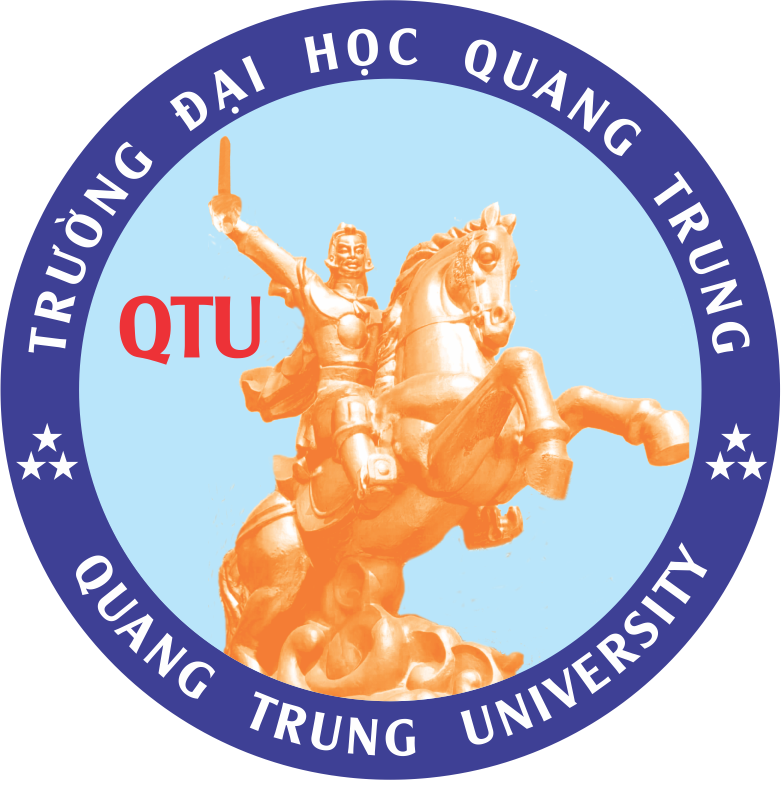 TRƯỜNG ĐẠI HỌC QUANG TRUNG
QTU
QUANG TRUNG UNIVERSITY